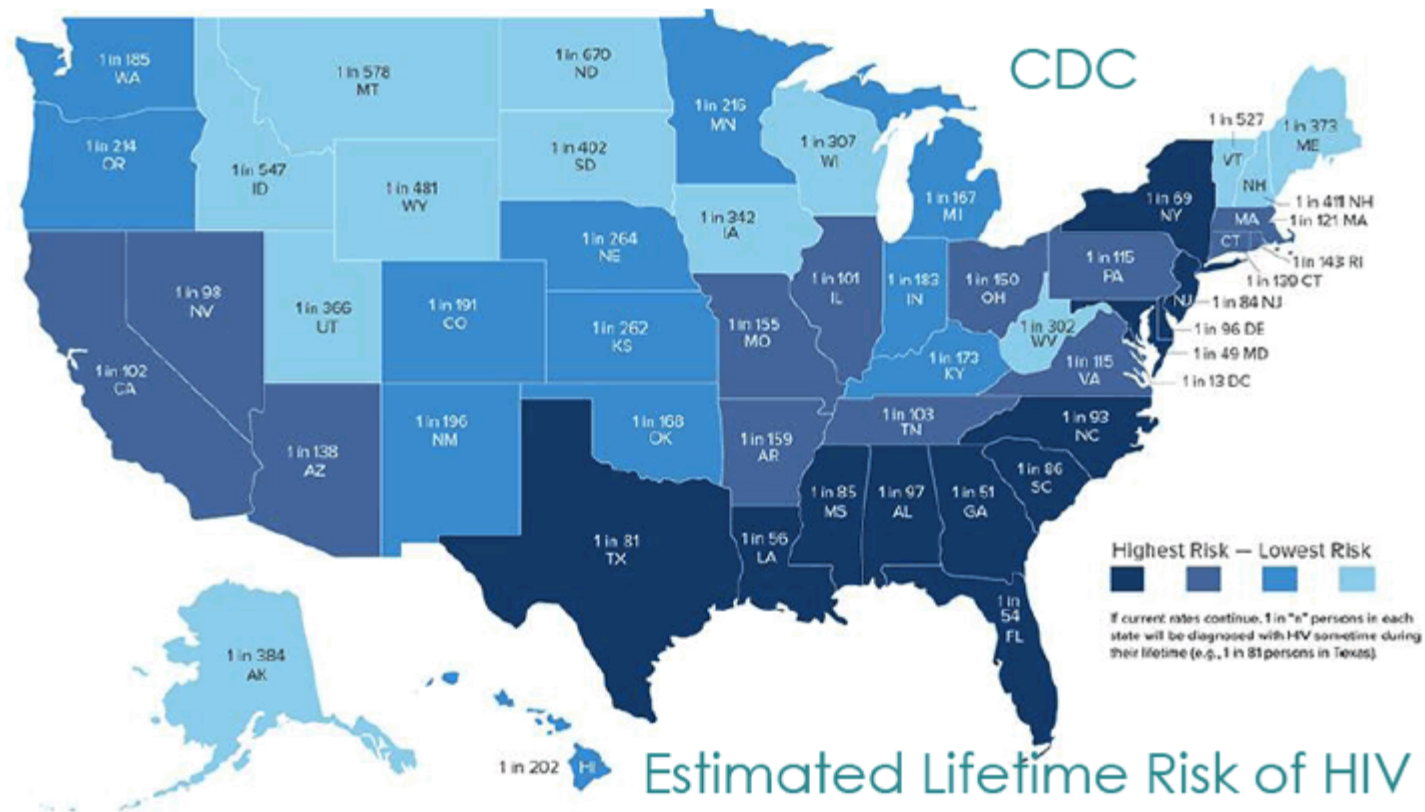 CDC
1 in 185
WA
1 in 214
OR
1 in 578
MT
1 in 547
ID
1 in 481
WY
1 in 670
ND
1 in 402
SD
1 in 216
MN
1 in 307
WI
1 in 342
IA
1 in 167
MI
1 in 264
NE
1 in 98
NV
1 in 366
UT
1 in 191
CO
1 in 262
KS
1 in 102
CA
1 in 138
AZ
1 in 196
NM
1 in 168
OK
1 in 155
MO
1 in 159
AR
1 in 101
IL
1 in 183
IN
1 in 150
OH
1 in 173
KY
1 in 302
WV
1 in 115
VA
1 in 115
PA
1 in 69
NY
1 in 527
VT
1 in 373
ME
NH
1 in 411 NH
MA
1 in 121 MA
CT
1 in 143 RI
1 in 139 CT
NJ
1 in 84 NJ
1 in 96 DE
1 in 49 MD
1 in 13 DC
1 in 103
TN
1 in 93
NC
1 in 86
SC
1 in 85
MS
1 in 97
AL
1 in 51
GA
1 in 56
LA
1 in 81
TX
1 in
54
FL
1 in 384
AK
1 in 202
HI
Highest Risk — Lowest Risk
If current rates continue, 1 in "n" persons in each
state will be diagnosed with HIV sometime during
their lifetime (e.g., 1 in 81 persons in Texas).
Estimated Lifetime Risk of HIV